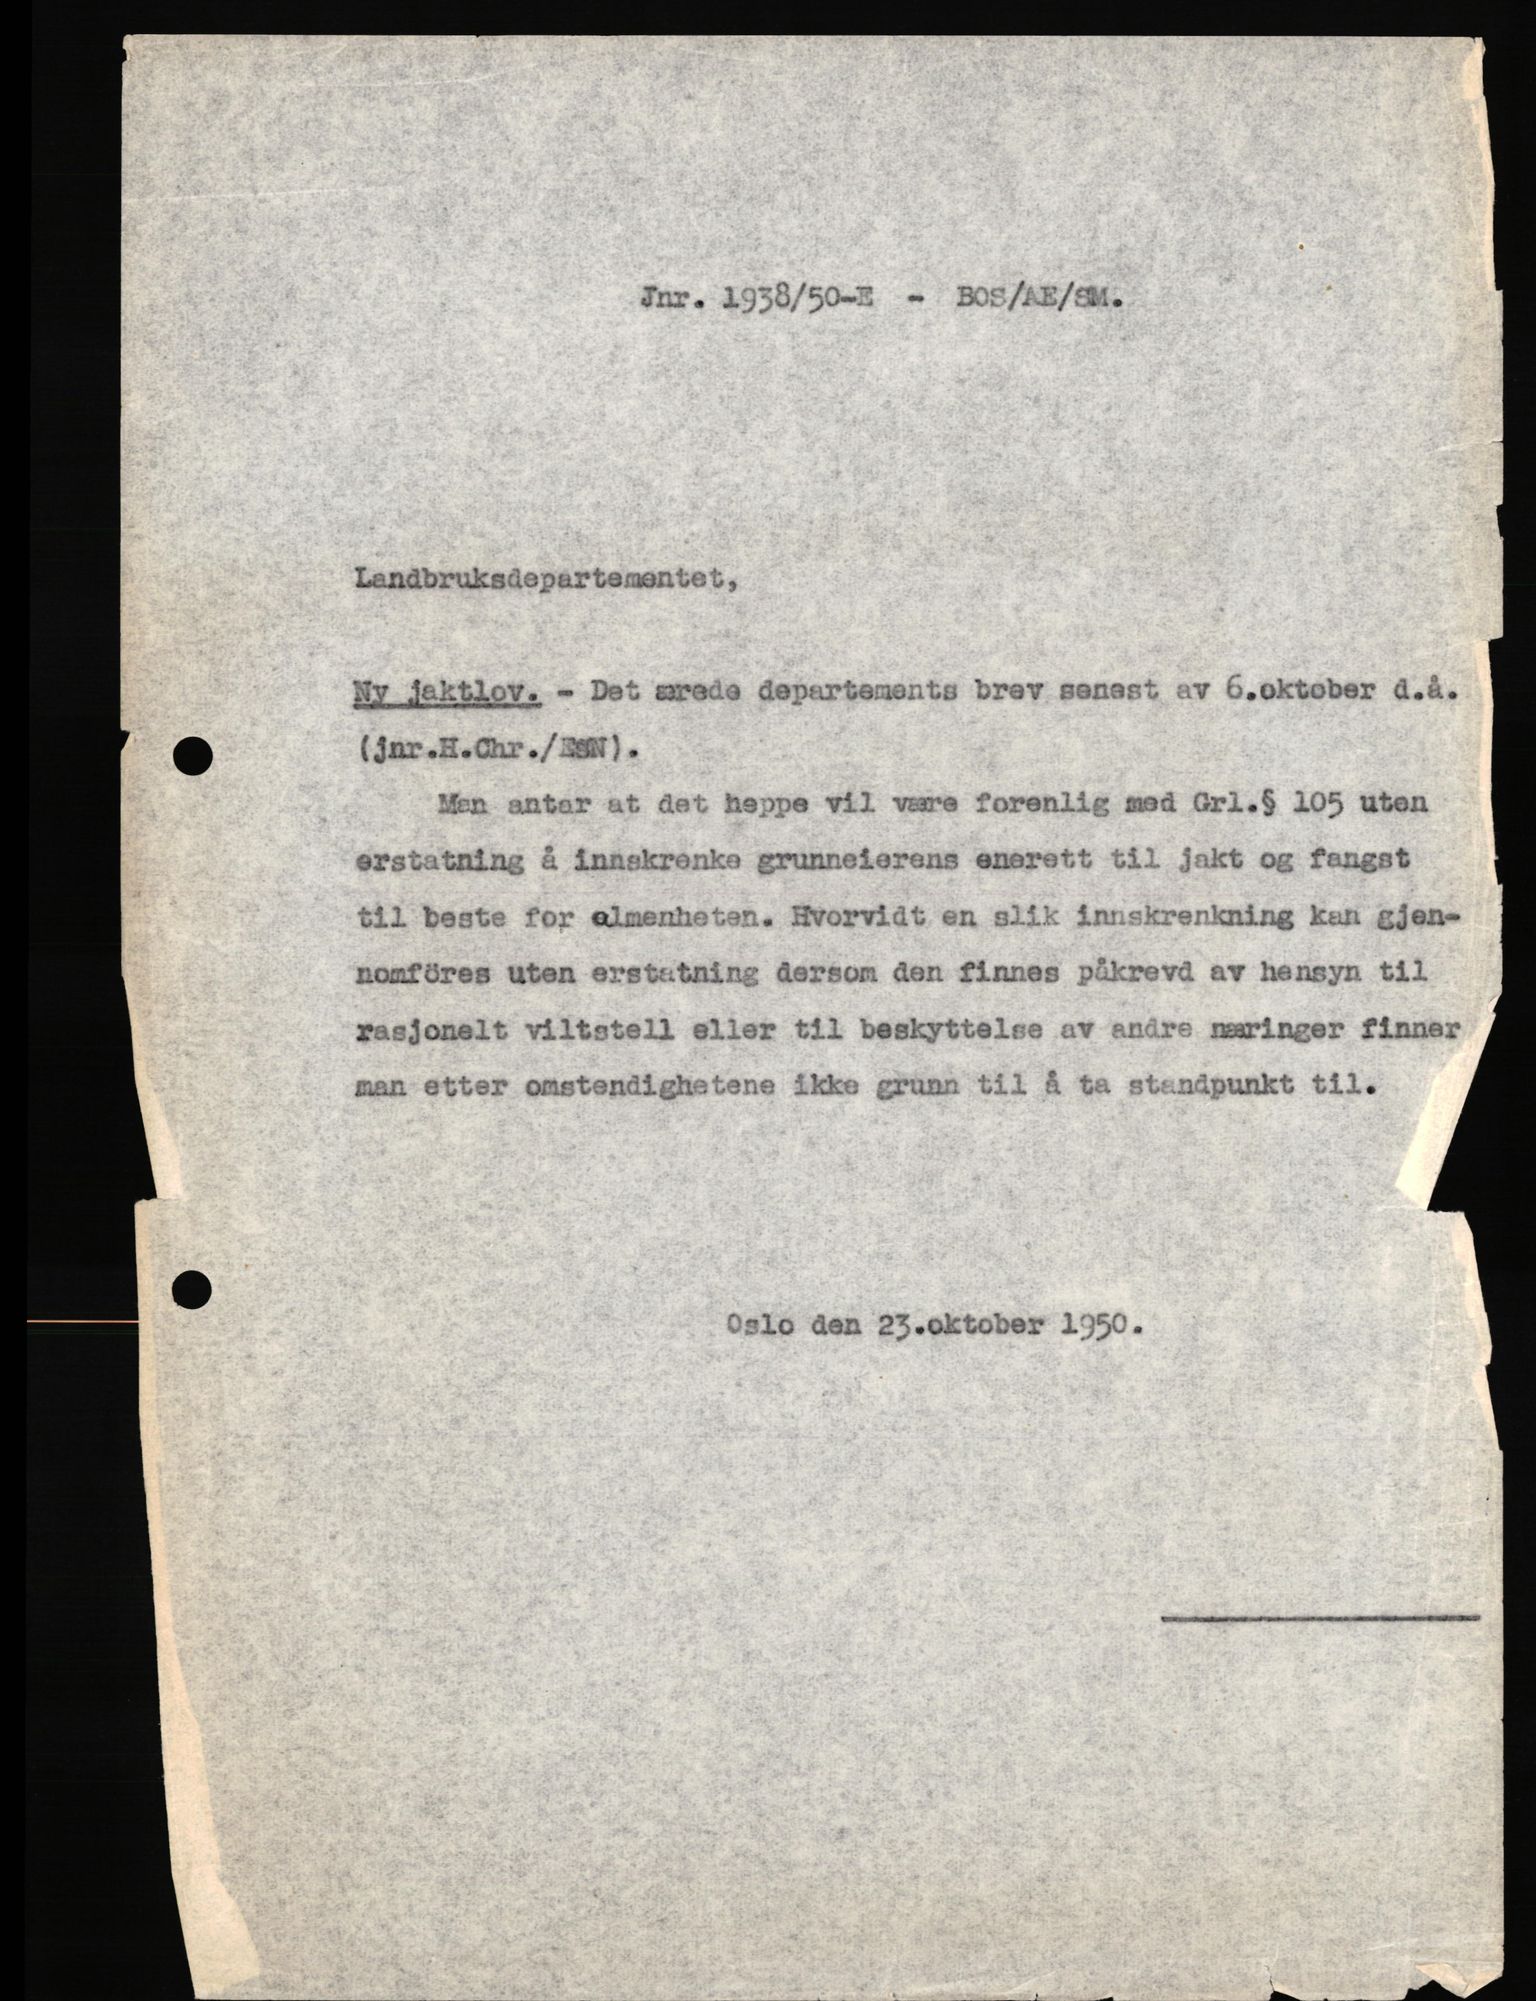 Jnr. 1938/50-E - BOS/AE/SM.
Landbruksdepartementet,
Ny jaktlov. - Det ærede departements brev senest av 6.oktober d.å.
(jnr.H.Chr./ESN).
Man antar at det neppe vil være forenlig med Grl.§ 105 uten
erstatning å innskrenke grunneierens enerett til jakt og fangst
til beste for almenheten. Hvorvidt en slik innskrenkning kan gjen-
nomföres uten erstatning dersom den finnes påkrevd av hensyn til
rasjonelt viltstell eller til beskyttelse av andre næringer finner
man etter omstendighetene ikke grunn til å ta standpunkt til.
Oslo den 23.oktober 1950.